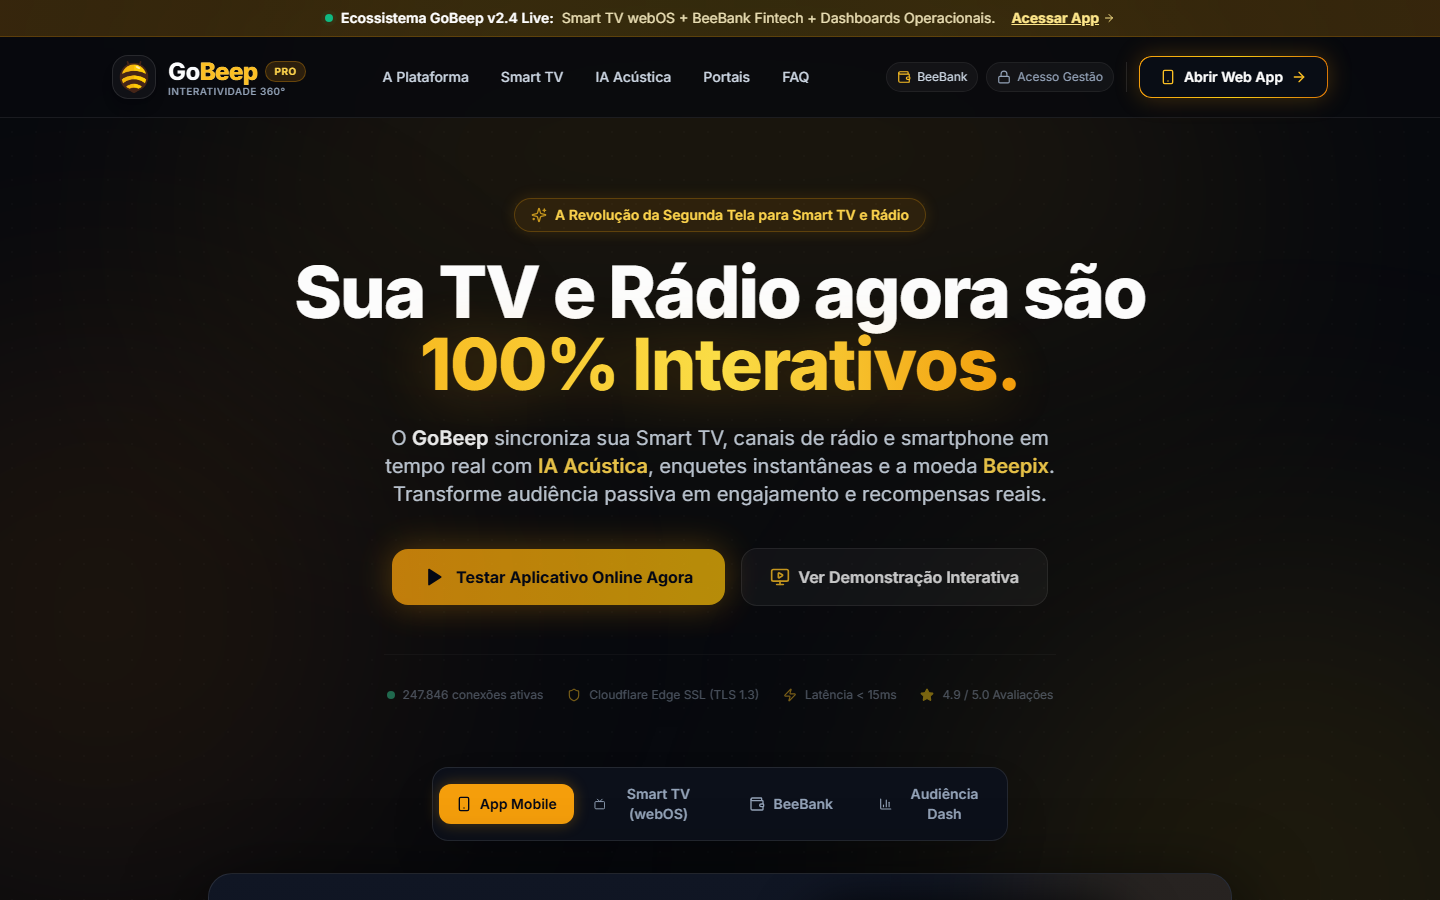 Ecossistema GoBeep v2.4 Live: Smart TV webOS + BeeBank Fintech + Dashboards Operacionais. Acessar App →
GoBeep PRO
INTERATIVIDADE 360°
A Plataforma Smart TV IA Acústica Portais FAQ BeeBank Acesso Gestão Abrir Web App →
A Revolução da Segunda Tela para Smart TV e Rádio
Sua TV e Rádio agora são
100% Interativos.
O GoBeep sincroniza sua Smart TV, canais de rádio e smartphone em
tempo real com IA Acústica, enquetes instantâneas e a moeda Beepix.
Transforme audiência passiva em engajamento e recompensas reais.
Testar Aplicativo Online Agora Ver Demonstração Interativa
247.846 conexões ativas Cloudflare Edge SSL (TLS 1.3) Latência < 15ms 4.9 / 5.0 Avaliações
App Mobile Smart TV (webOS) BeeBank Audiência Dash